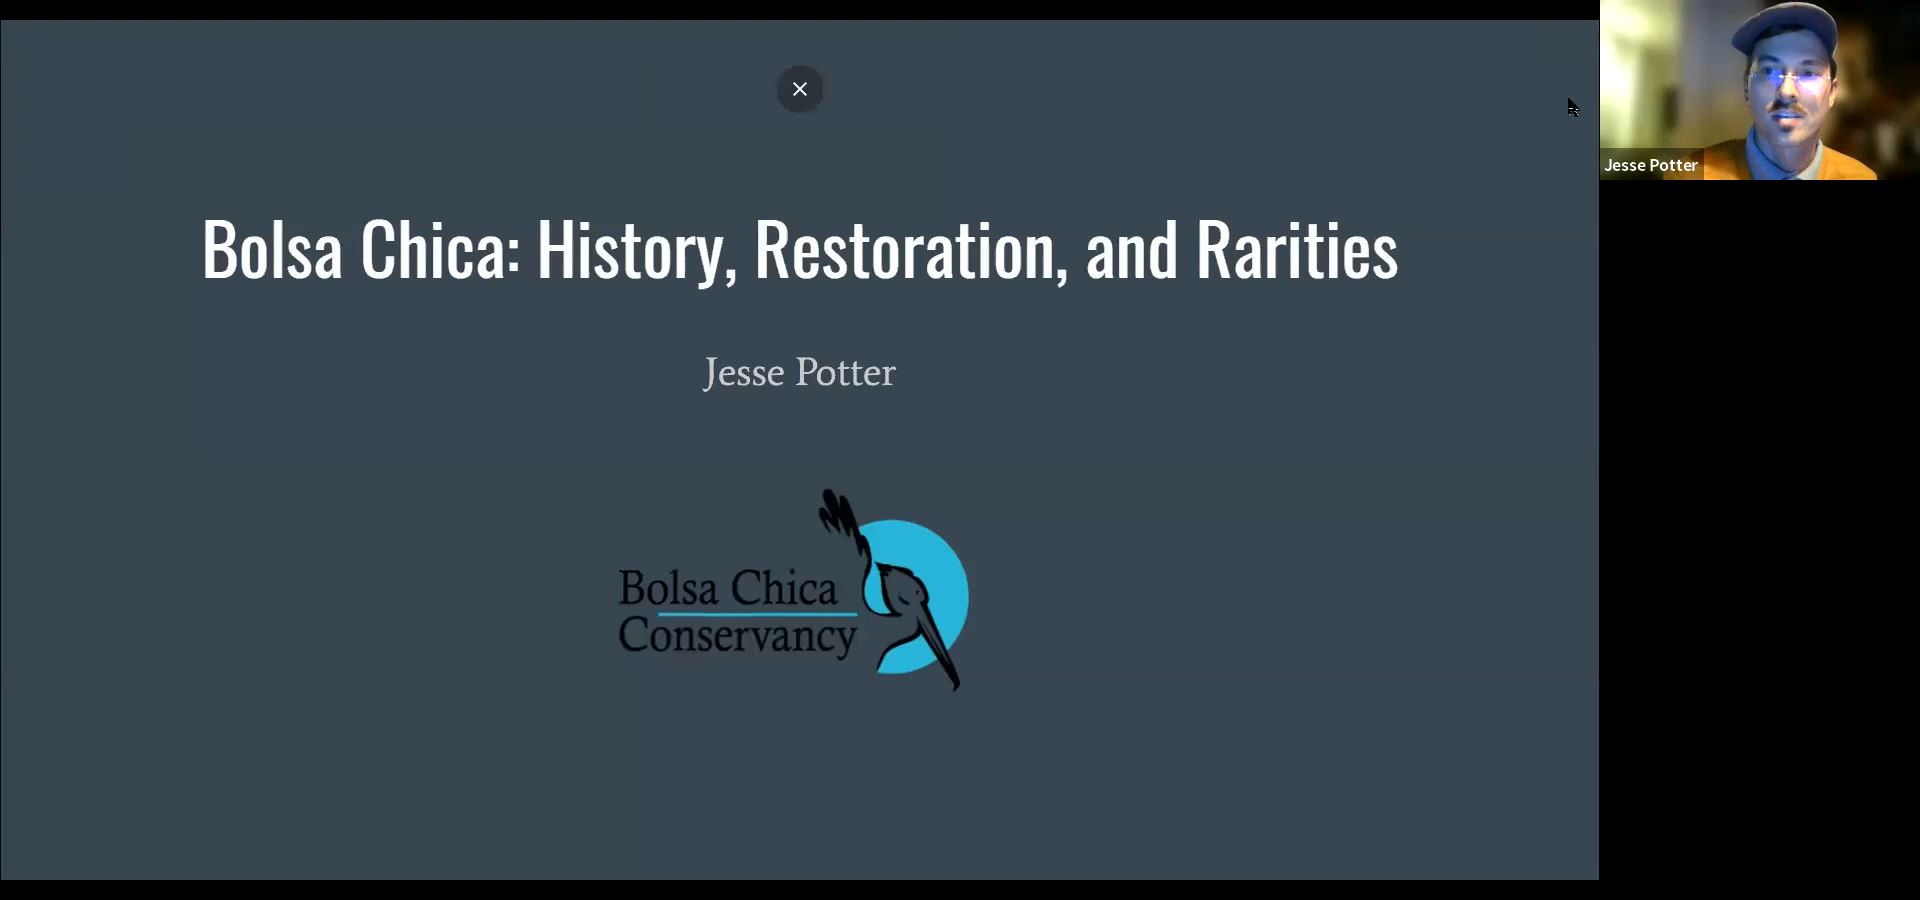 Bolsa Chica: History, Restoration, and Rarities
Jesse Potter
Bolsa Chica
Conservancy
Jesse Potter